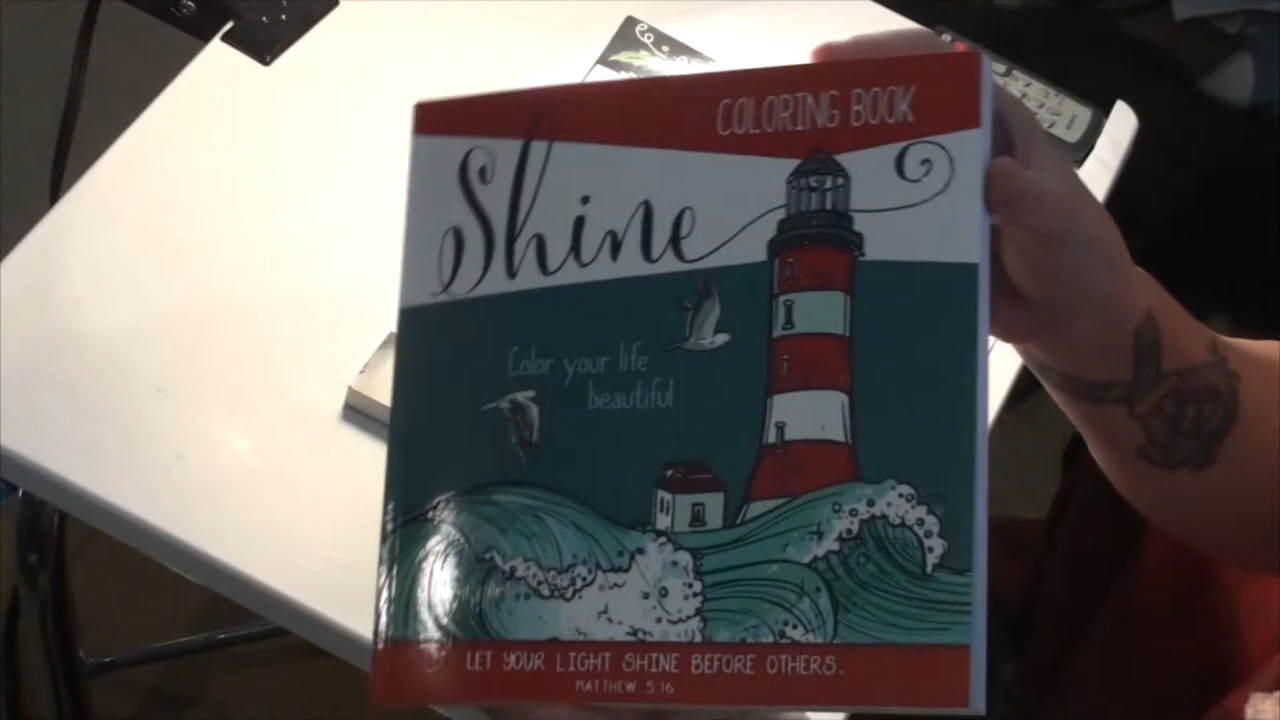 COLORING BOOK
Shine
Color your life
beautiful
LET YOUR LIGHT SHINE BEFORE OTHERS.
MATTHEW 5:16